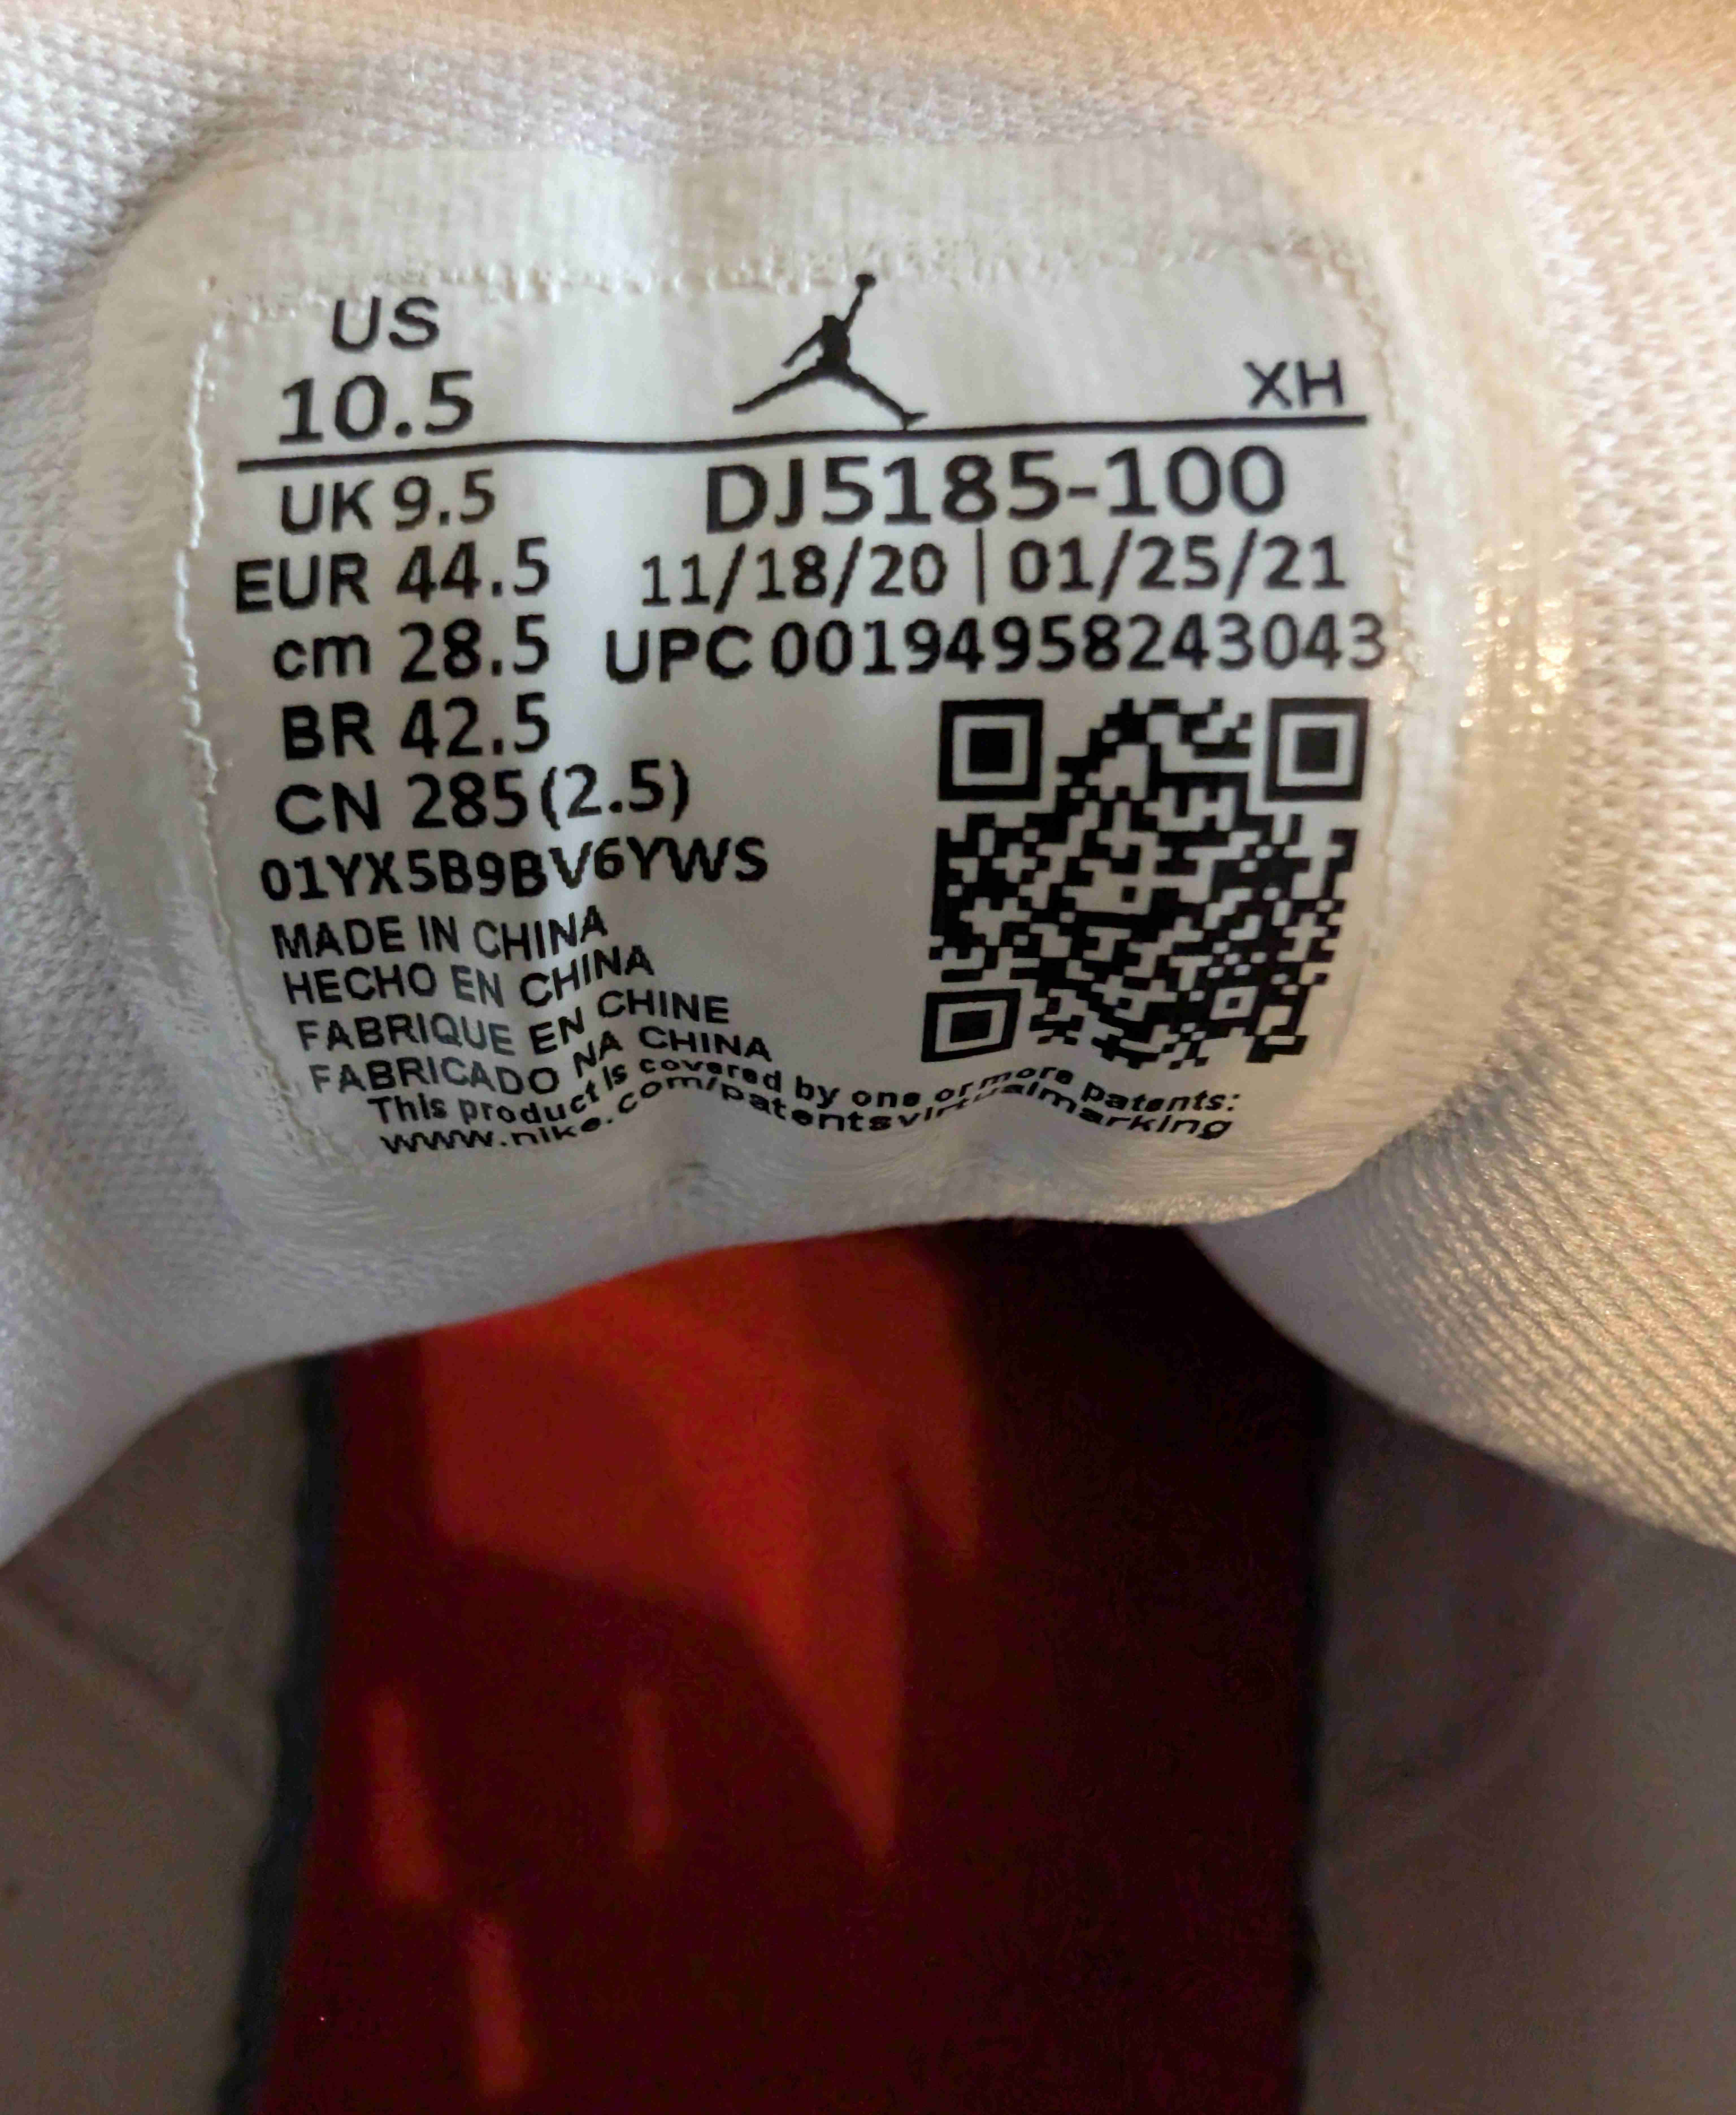 US
10.5
XH
UK 9.5
DJ5185-100
EUR 44.5
11/18/20 | 01/25/21
cm 28.5
UPC 00194958243043
BR 42.5
CN 285(2.5)
01YX5B9BV6YWS
MADE IN CHINA
HECHO EN CHINA
FABRIQUE EN CHINE
FABRICADO NA CHINA
This product is covered by one or more patents:
www.nike.com/patentsvirtualmarking